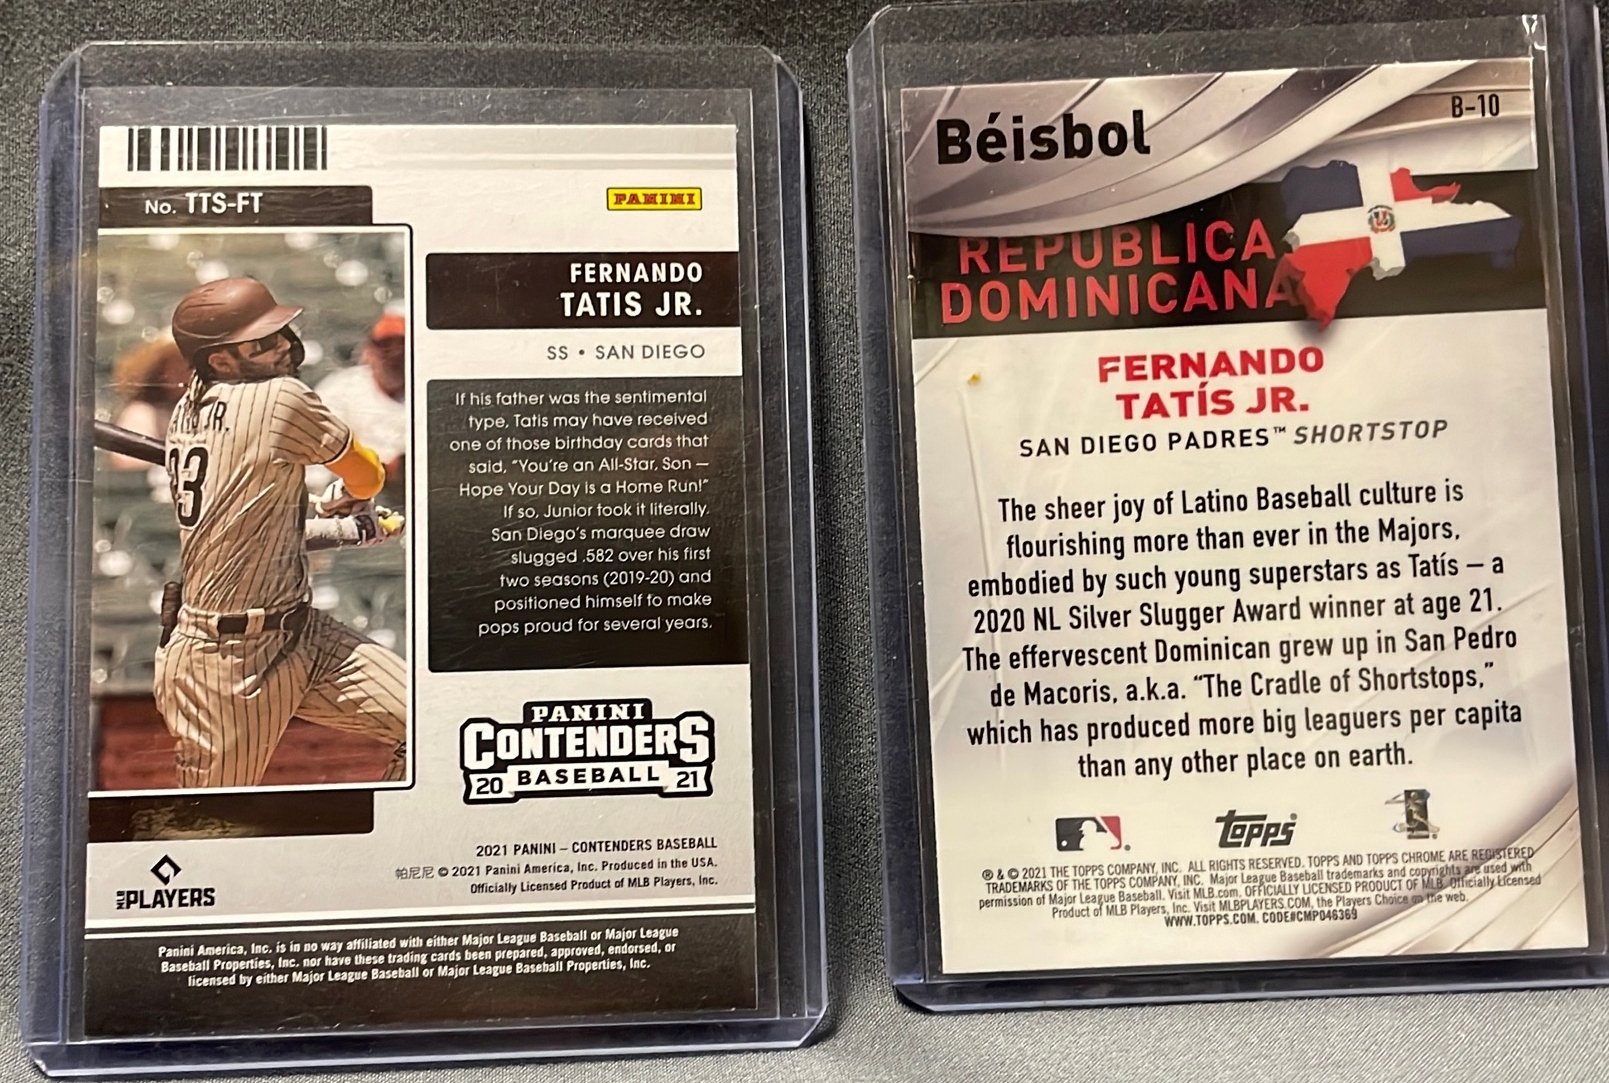 No. TTS-FT
PANINI
FERNANDO
TATIS JR.
SS • SAN DIEGO
If his father was the sentimental
type, Tatis may have received
one of those birthday cards that
said, "You're an All-Star, Son —
Hope Your Day is a Home Run!"
If so, Junior took it literally.
San Diego's marquee draw
slugged .582 over his first
two seasons (2019-20) and
positioned himself to make
pops proud for several years.
JR.
23
PANINI
CONTENDERS
20 BASEBALL 21
2021 PANINI – CONTENDERS BASEBALL
帕尼尼 © 2021 Panini America, Inc. Produced in the USA.
Officially Licensed Product of MLB Players, Inc.
MLB PLAYERS
Panini America, Inc. is in no way affiliated with either Major League Baseball or Major League
Baseball Properties, Inc. nor have these trading cards been prepared, approved, endorsed, or
licensed by either Major League Baseball or Major League Baseball Properties, Inc.
Béisbol
B-10
REPÚBLICA
DOMINICANA
FERNANDO
TATÍS JR.
SAN DIEGO PADRES™ SHORTSTOP
The sheer joy of Latino Baseball culture is
flourishing more than ever in the Majors,
embodied by such young superstars as Tatís — a
2020 NL Silver Slugger Award winner at age 21.
The effervescent Dominican grew up in San Pedro
de Macoris, a.k.a. "The Cradle of Shortstops,"
which has produced more big leaguers per capita
than any other place on earth.
topps
® & © 2021 THE TOPPS COMPANY, INC. ALL RIGHTS RESERVED. TOPPS AND TOPPS CHROME ARE REGISTERED
TRADEMARKS OF THE TOPPS COMPANY, INC. Major League Baseball trademarks and copyrights are used with
permission of Major League Baseball. Visit MLB.com. OFFICIALLY LICENSED PRODUCT OF MLB. Officially Licensed
Product of MLB Players, Inc. Visit MLBPLAYERS.COM, the Players Choice on the web.
WWW.TOPPS.COM. CODE#CMP046369